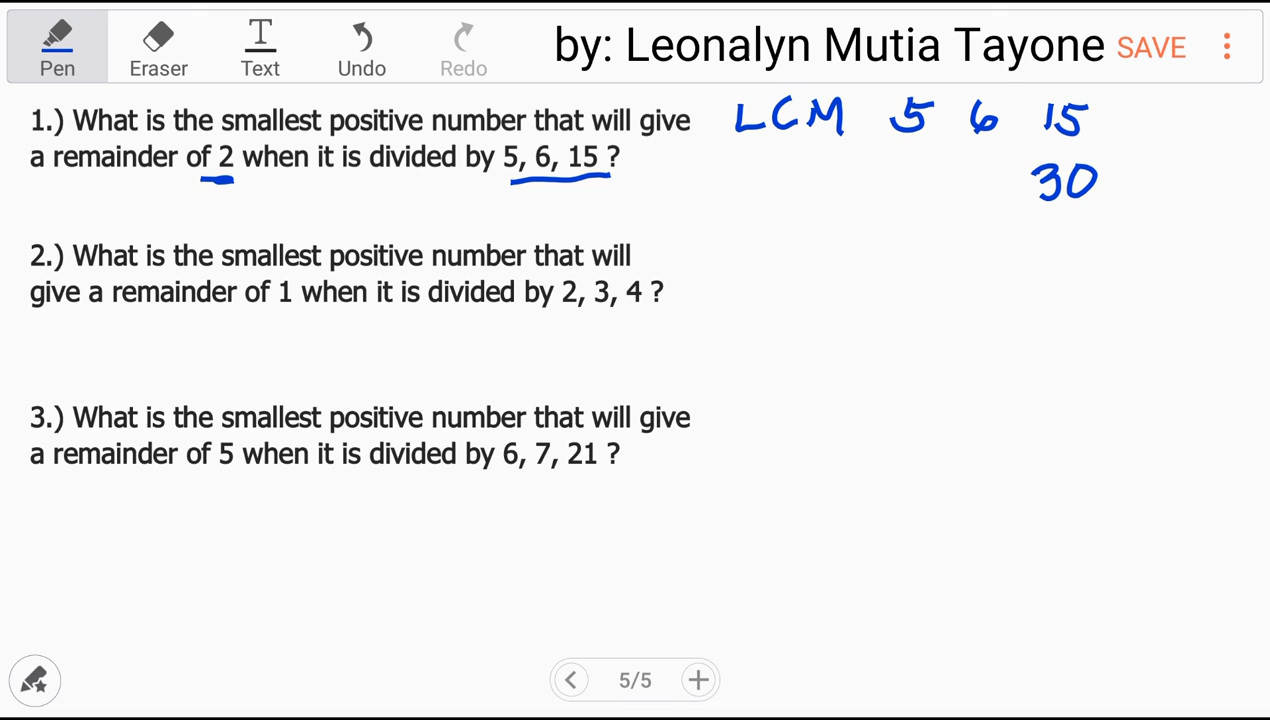 Pen Eraser Text Undo Redo by: Leonalyn Mutia Tayone SAVE
1.) What is the smallest positive number that will give
a remainder of 2 when it is divided by 5, 6, 15 ?
LCM 5 6 15
30
2.) What is the smallest positive number that will
give a remainder of 1 when it is divided by 2, 3, 4 ?
3.) What is the smallest positive number that will give
a remainder of 5 when it is divided by 6, 7, 21 ?
5/5